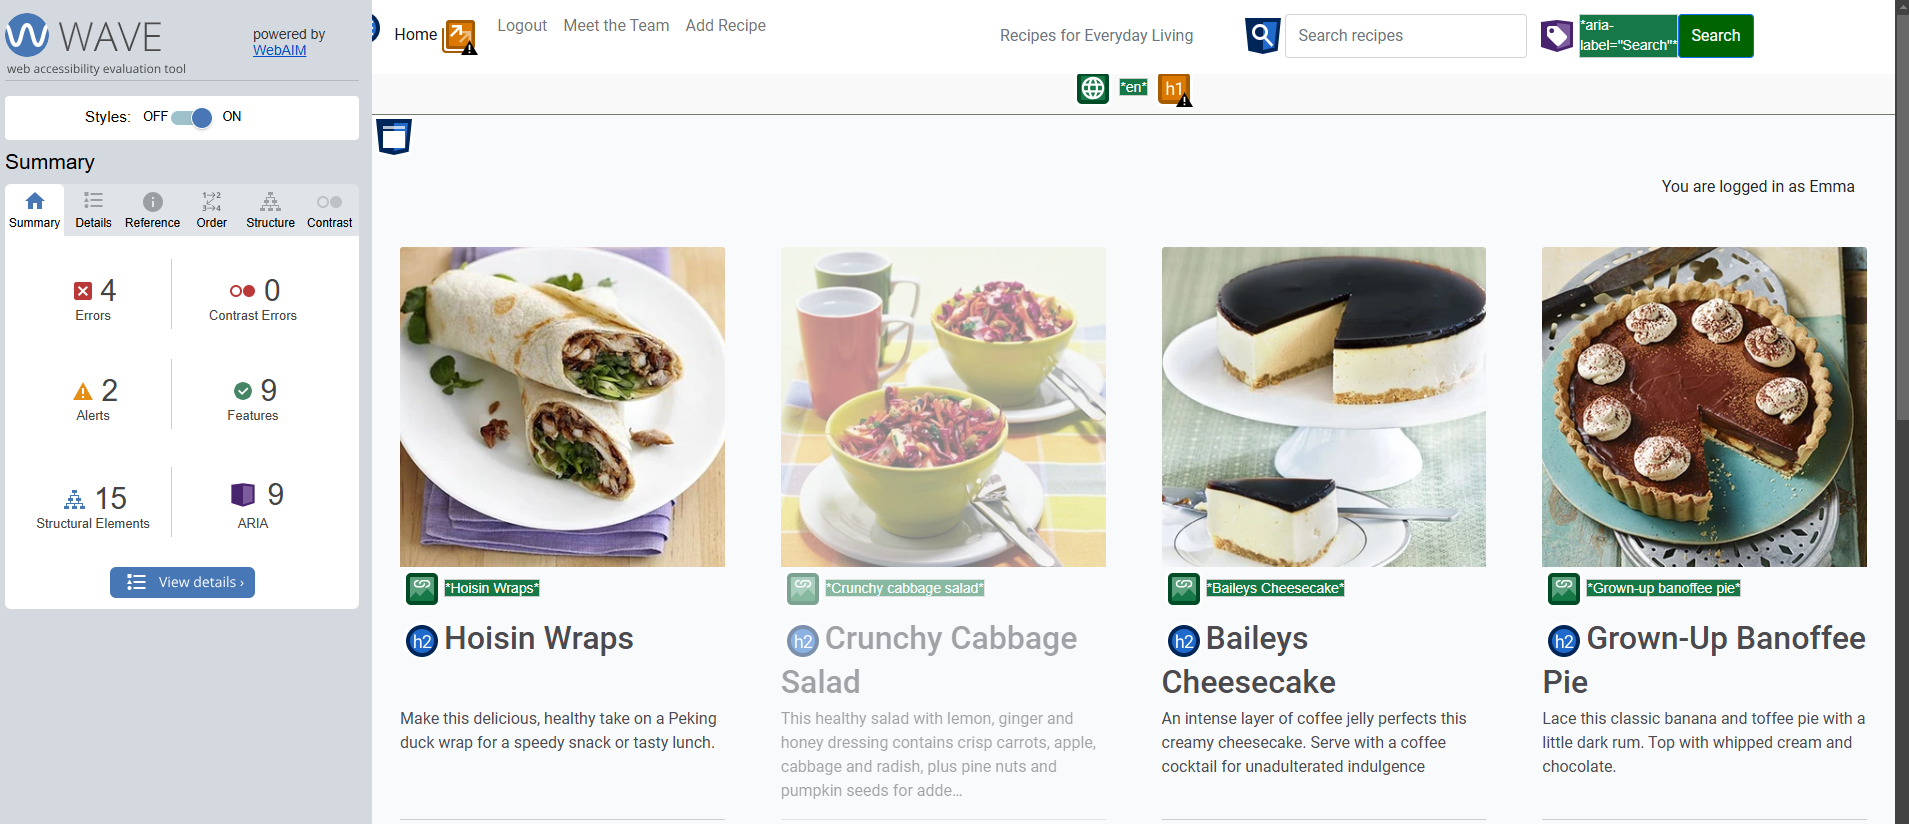 WAVE
powered by
WebAIM
web accessibility evaluation tool
Styles: OFF ON
Summary
Summary Details Reference Order Structure Contrast
4
Errors
0
Contrast Errors
2
Alerts
9
Features
15
Structural Elements
9
ARIA
View details ›
Home Logout Meet the Team Add Recipe
Recipes for Everyday Living
Search recipes
*aria-
label="Search"*
Search
*en*
h1
You are logged in as Emma
*Hoisin Wraps*
h2 Hoisin Wraps
Make this delicious, healthy take on a Peking
duck wrap for a speedy snack or tasty lunch.
*Crunchy cabbage salad*
h2 Crunchy Cabbage
Salad
This healthy salad with lemon, ginger and
honey dressing contains crisp carrots, apple,
cabbage and radish, plus pine nuts and
pumpkin seeds for adde...
*Baileys Cheesecake*
h2 Baileys
Cheesecake
An intense layer of coffee jelly perfects this
creamy cheesecake. Serve with a coffee
cocktail for unadulterated indulgence
*Grown-up banoffee pie*
h2 Grown-Up Banoffee
Pie
Lace this classic banana and toffee pie with a
little dark rum. Top with whipped cream and
chocolate.